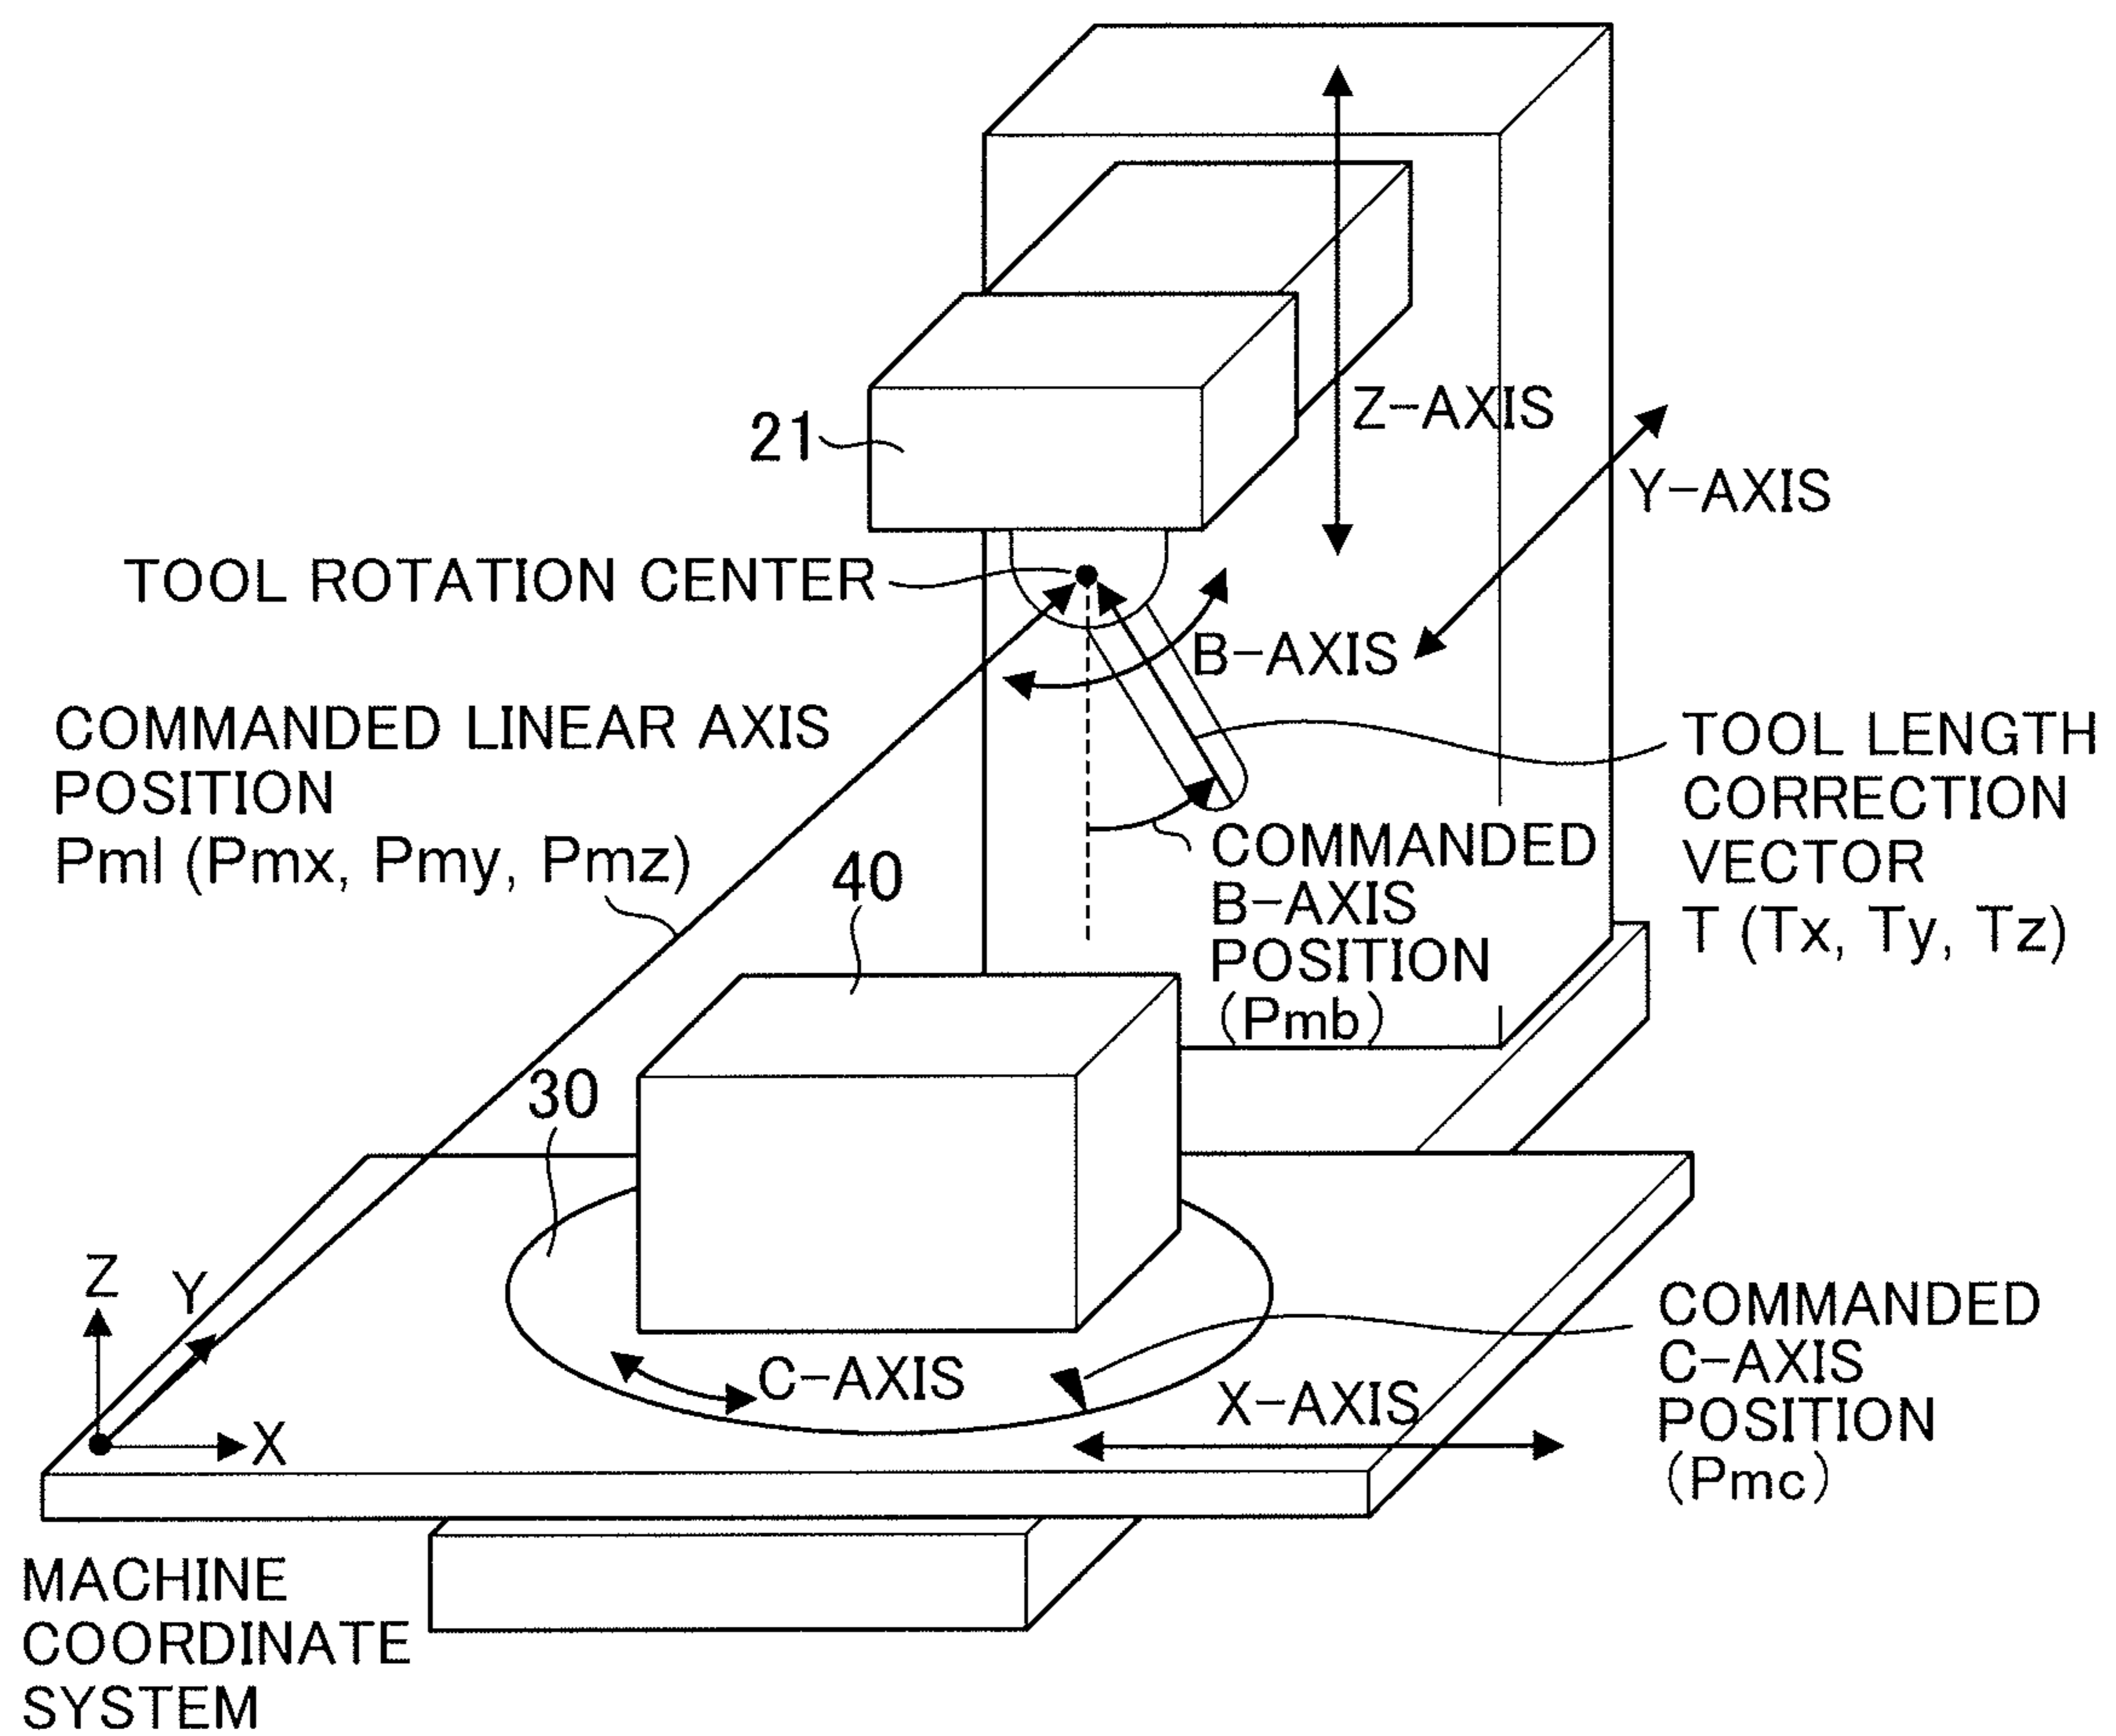 Z-AXIS
21
Y-AXIS
TOOL ROTATION CENTER
B-AXIS
COMMANDED LINEAR AXIS
POSITION
Pml (Pmx, Pmy, Pmz)
TOOL LENGTH
CORRECTION
VECTOR
T (Tx, Ty, Tz)
COMMANDED
B-AXIS
POSITION
(Pmb)
40
30
Z
Y
X
C-AXIS
X-AXIS
COMMANDED
C-AXIS
POSITION
(Pmc)
MACHINE
COORDINATE
SYSTEM